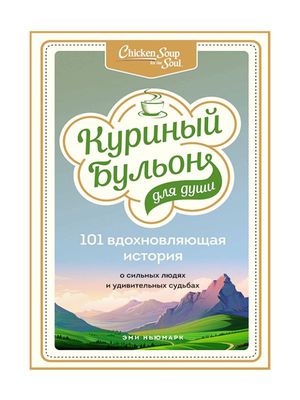 Chicken Soup
for the Soul
Куриный
Бульон
для души
101 вдохновляющая
история
о сильных людях
и удивительных судьбах
ЭМИ НЬЮМАРК